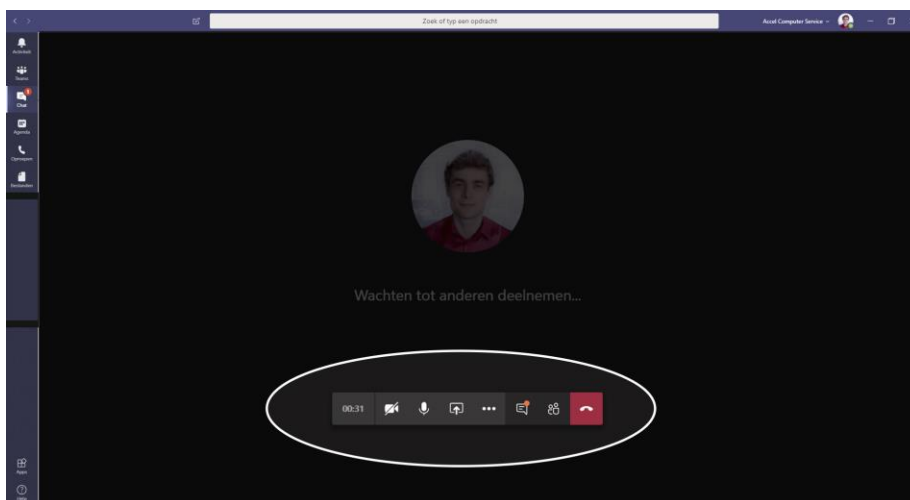 Zoek of typ een opdracht
Accel Computer Service
Activiteit
Teams
Chat
Agenda
Oproepen
Bestanden
Wachten tot anderen deelnemen...
00:31
Apps
Help